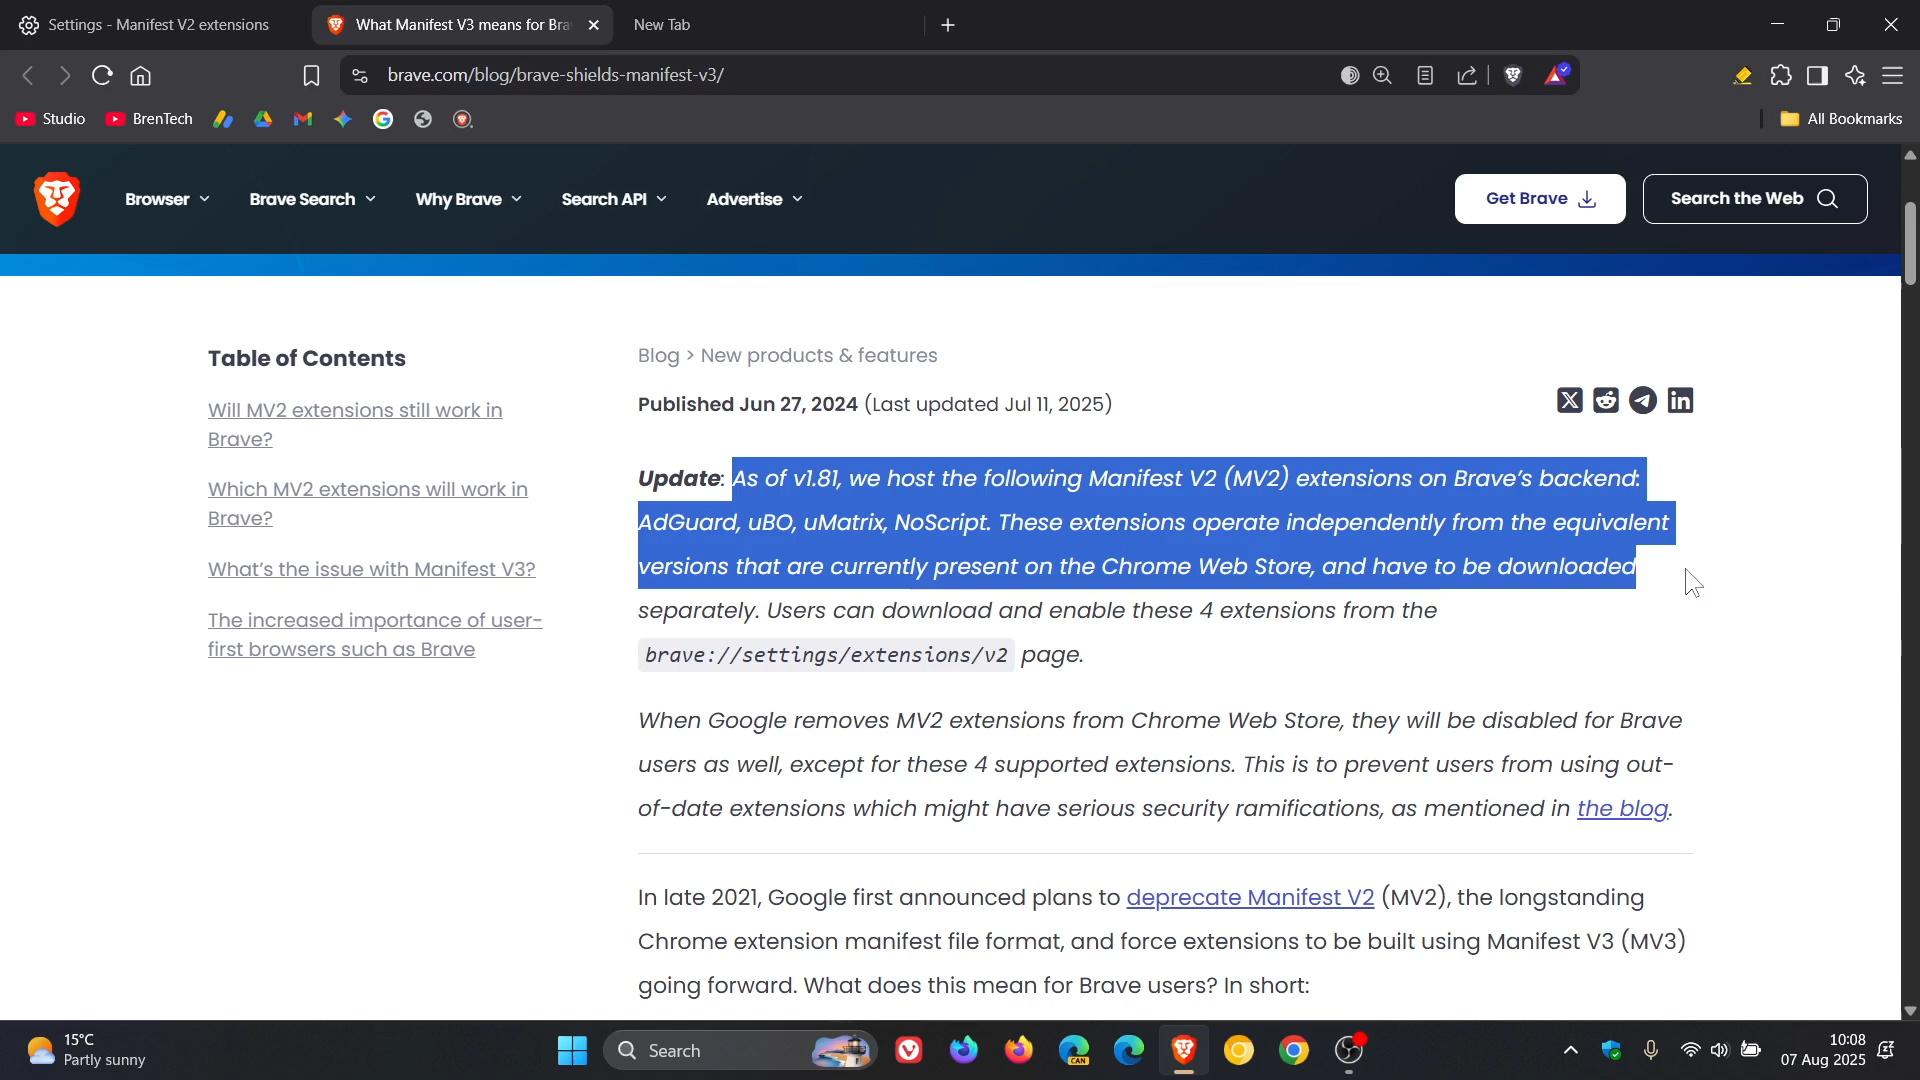 Settings - Manifest V2 extensions
What Manifest V3 means for Bra
New Tab
brave.com/blog/brave-shields-manifest-v3/
Studio
BrenTech
All Bookmarks
Browser
Brave Search
Why Brave
Search API
Advertise
Get Brave
Search the Web
Table of Contents
Will MV2 extensions still work in
Brave?
Which MV2 extensions will work in
Brave?
What's the issue with Manifest V3?
The increased importance of user-
first browsers such as Brave
Blog > New products & features
Published Jun 27, 2024 (Last updated Jul 11, 2025)
Update: As of v1.81, we host the following Manifest V2 (MV2) extensions on Brave's backend:
AdGuard, uBO, uMatrix, NoScript. These extensions operate independently from the equivalent
versions that are currently present on the Chrome Web Store, and have to be downloaded
separately. Users can download and enable these 4 extensions from the
brave://settings/extensions/v2 page.
When Google removes MV2 extensions from Chrome Web Store, they will be disabled for Brave
users as well, except for these 4 supported extensions. This is to prevent users from using out-
of-date extensions which might have serious security ramifications, as mentioned in the blog.
In late 2021, Google first announced plans to deprecate Manifest V2 (MV2), the longstanding
Chrome extension manifest file format, and force extensions to be built using Manifest V3 (MV3)
going forward. What does this mean for Brave users? In short:
15°C
Partly sunny
Search
CAN
10:08
07 Aug 2025